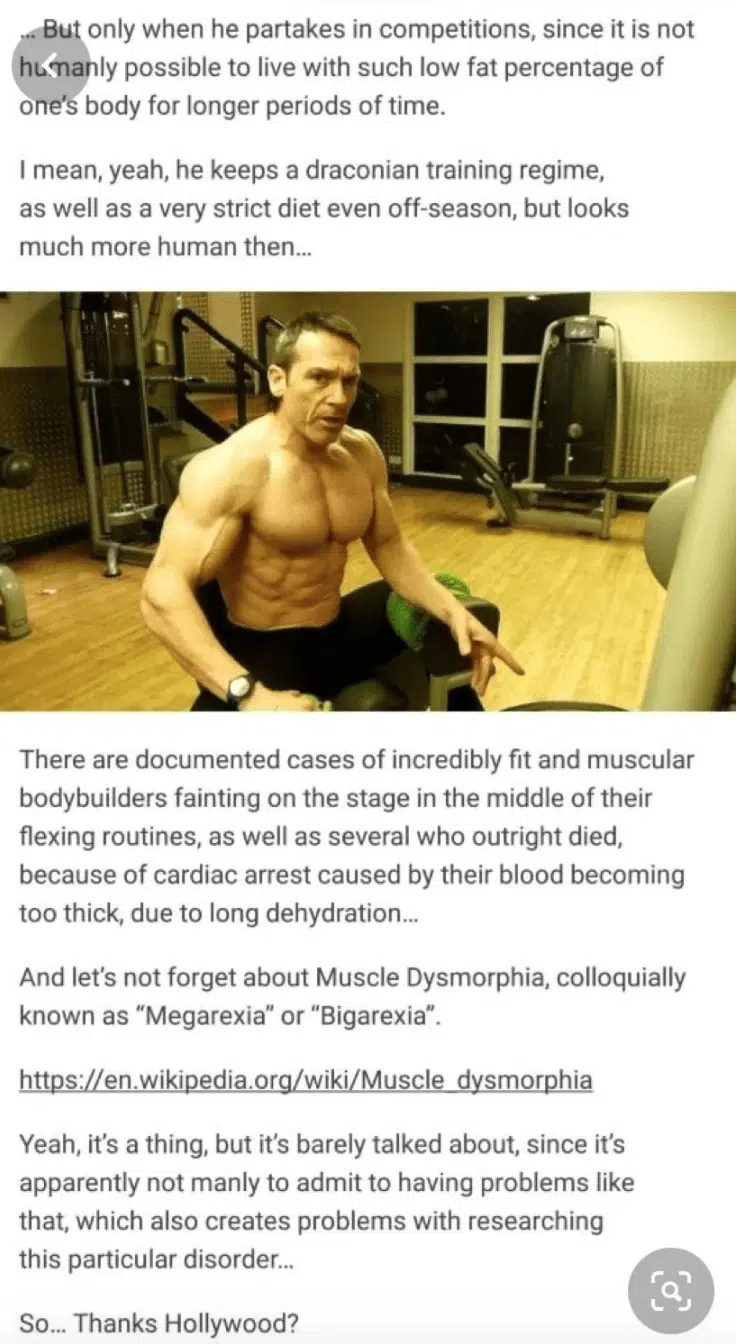 ... But only when he partakes in competitions, since it is not
humanly possible to live with such low fat percentage of
one's body for longer periods of time.
I mean, yeah, he keeps a draconian training regime,
as well as a very strict diet even off-season, but looks
much more human then...
There are documented cases of incredibly fit and muscular
bodybuilders fainting on the stage in the middle of their
flexing routines, as well as several who outright died,
because of cardiac arrest caused by their blood becoming
too thick, due to long dehydration...
And let's not forget about Muscle Dysmorphia, colloquially
known as “Megarexia” or “Bigarexia”.
https://en.wikipedia.org/wiki/Muscle_dysmorphia
Yeah, it's a thing, but it's barely talked about, since it's
apparently not manly to admit to having problems like
that, which also creates problems with researching
this particular disorder...
So... Thanks Hollywood?